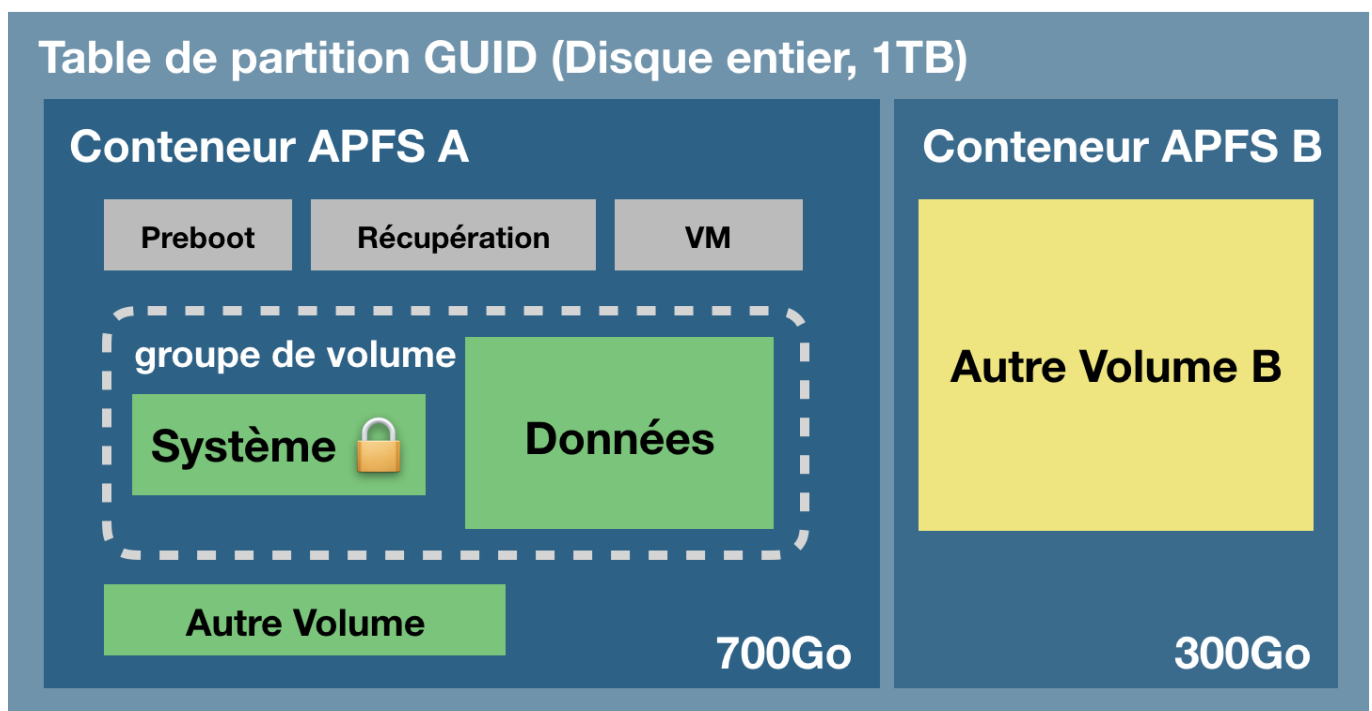 Table de partition GUID (Disque entier, 1TB)
Conteneur APFS A
Preboot
Récupération
VM
groupe de volume
Système
Données
Autre Volume
700Go
Conteneur APFS B
Autre Volume B
300Go